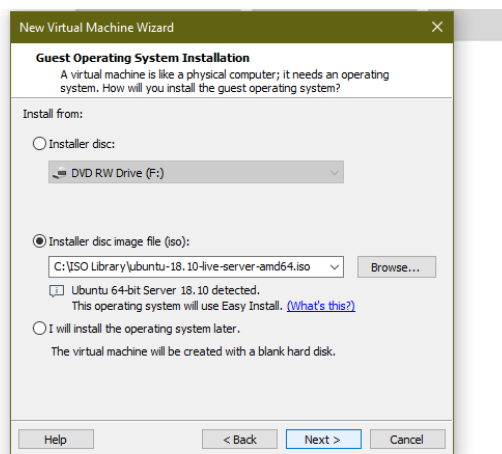 New Virtual Machine Wizard
Guest Operating System Installation
A virtual machine is like a physical computer; it needs an operating
system. How will you install the guest operating system?
Install from:
Installer disc:
DVD RW Drive (F:)
Installer disc image file (iso):
C:\ISO Library\ubuntu-18.10-live-server-amd64.iso
Browse...
Ubuntu 64-bit Server 18.10 detected.
This operating system will use Easy Install. (What's this?)
I will install the operating system later.
The virtual machine will be created with a blank hard disk.
Help
< Back
Next >
Cancel